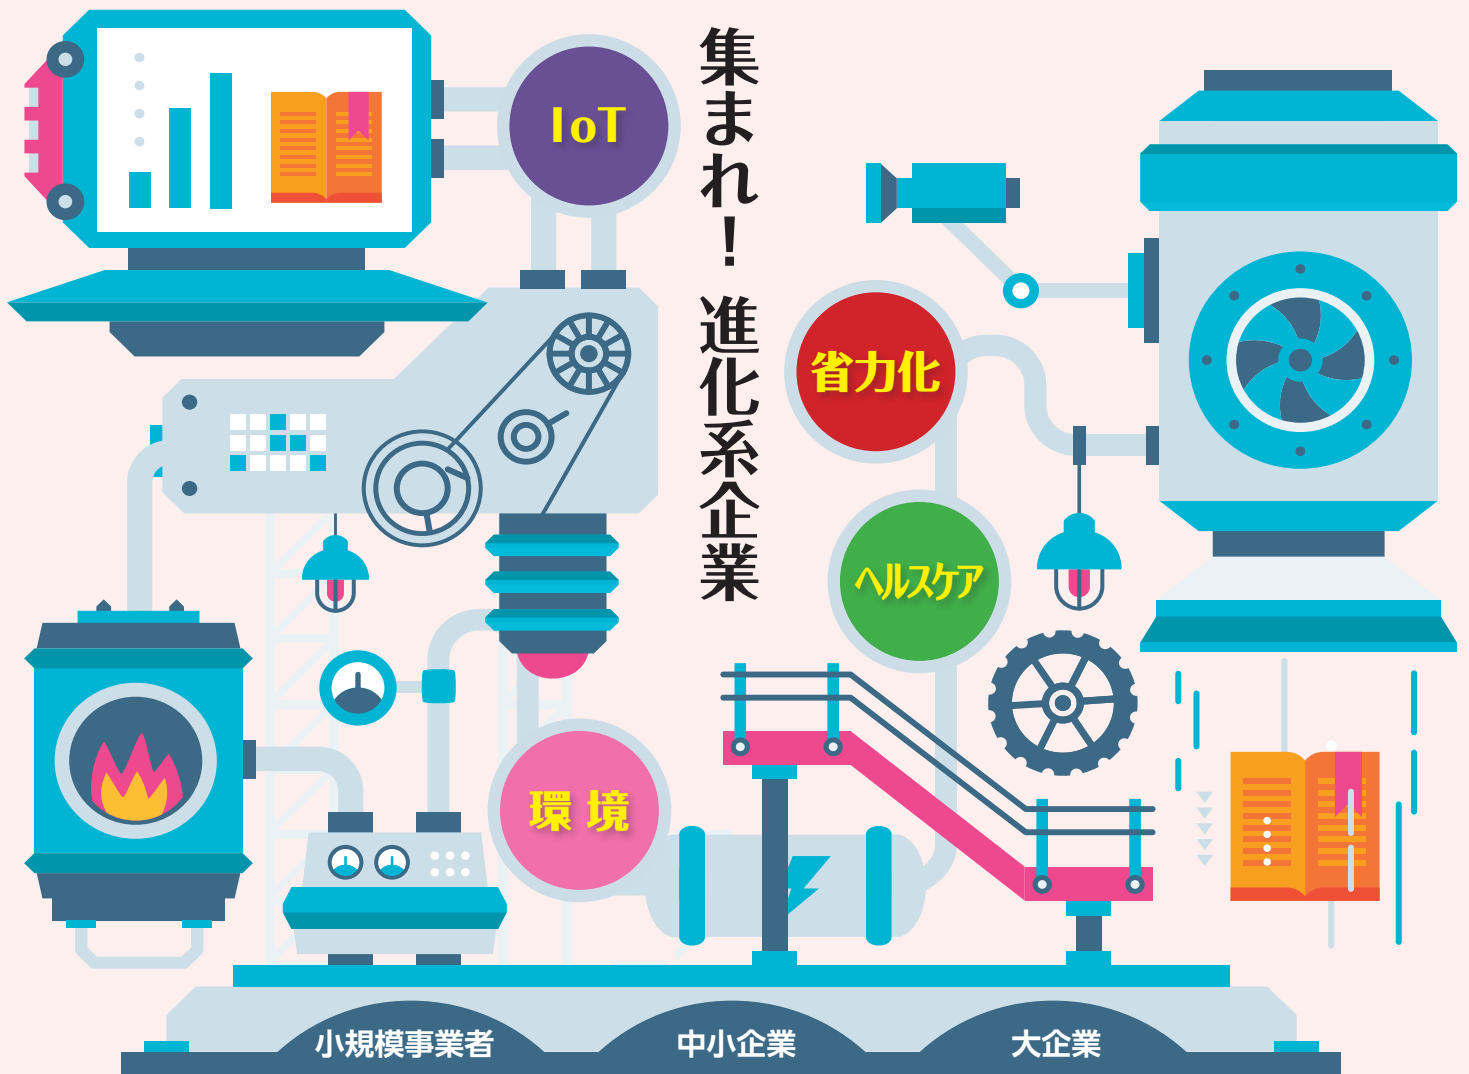 集まれ！ 進化系企業
IoT
省力化
ヘルスケア
環 境
小規模事業者
中小企業
大企業